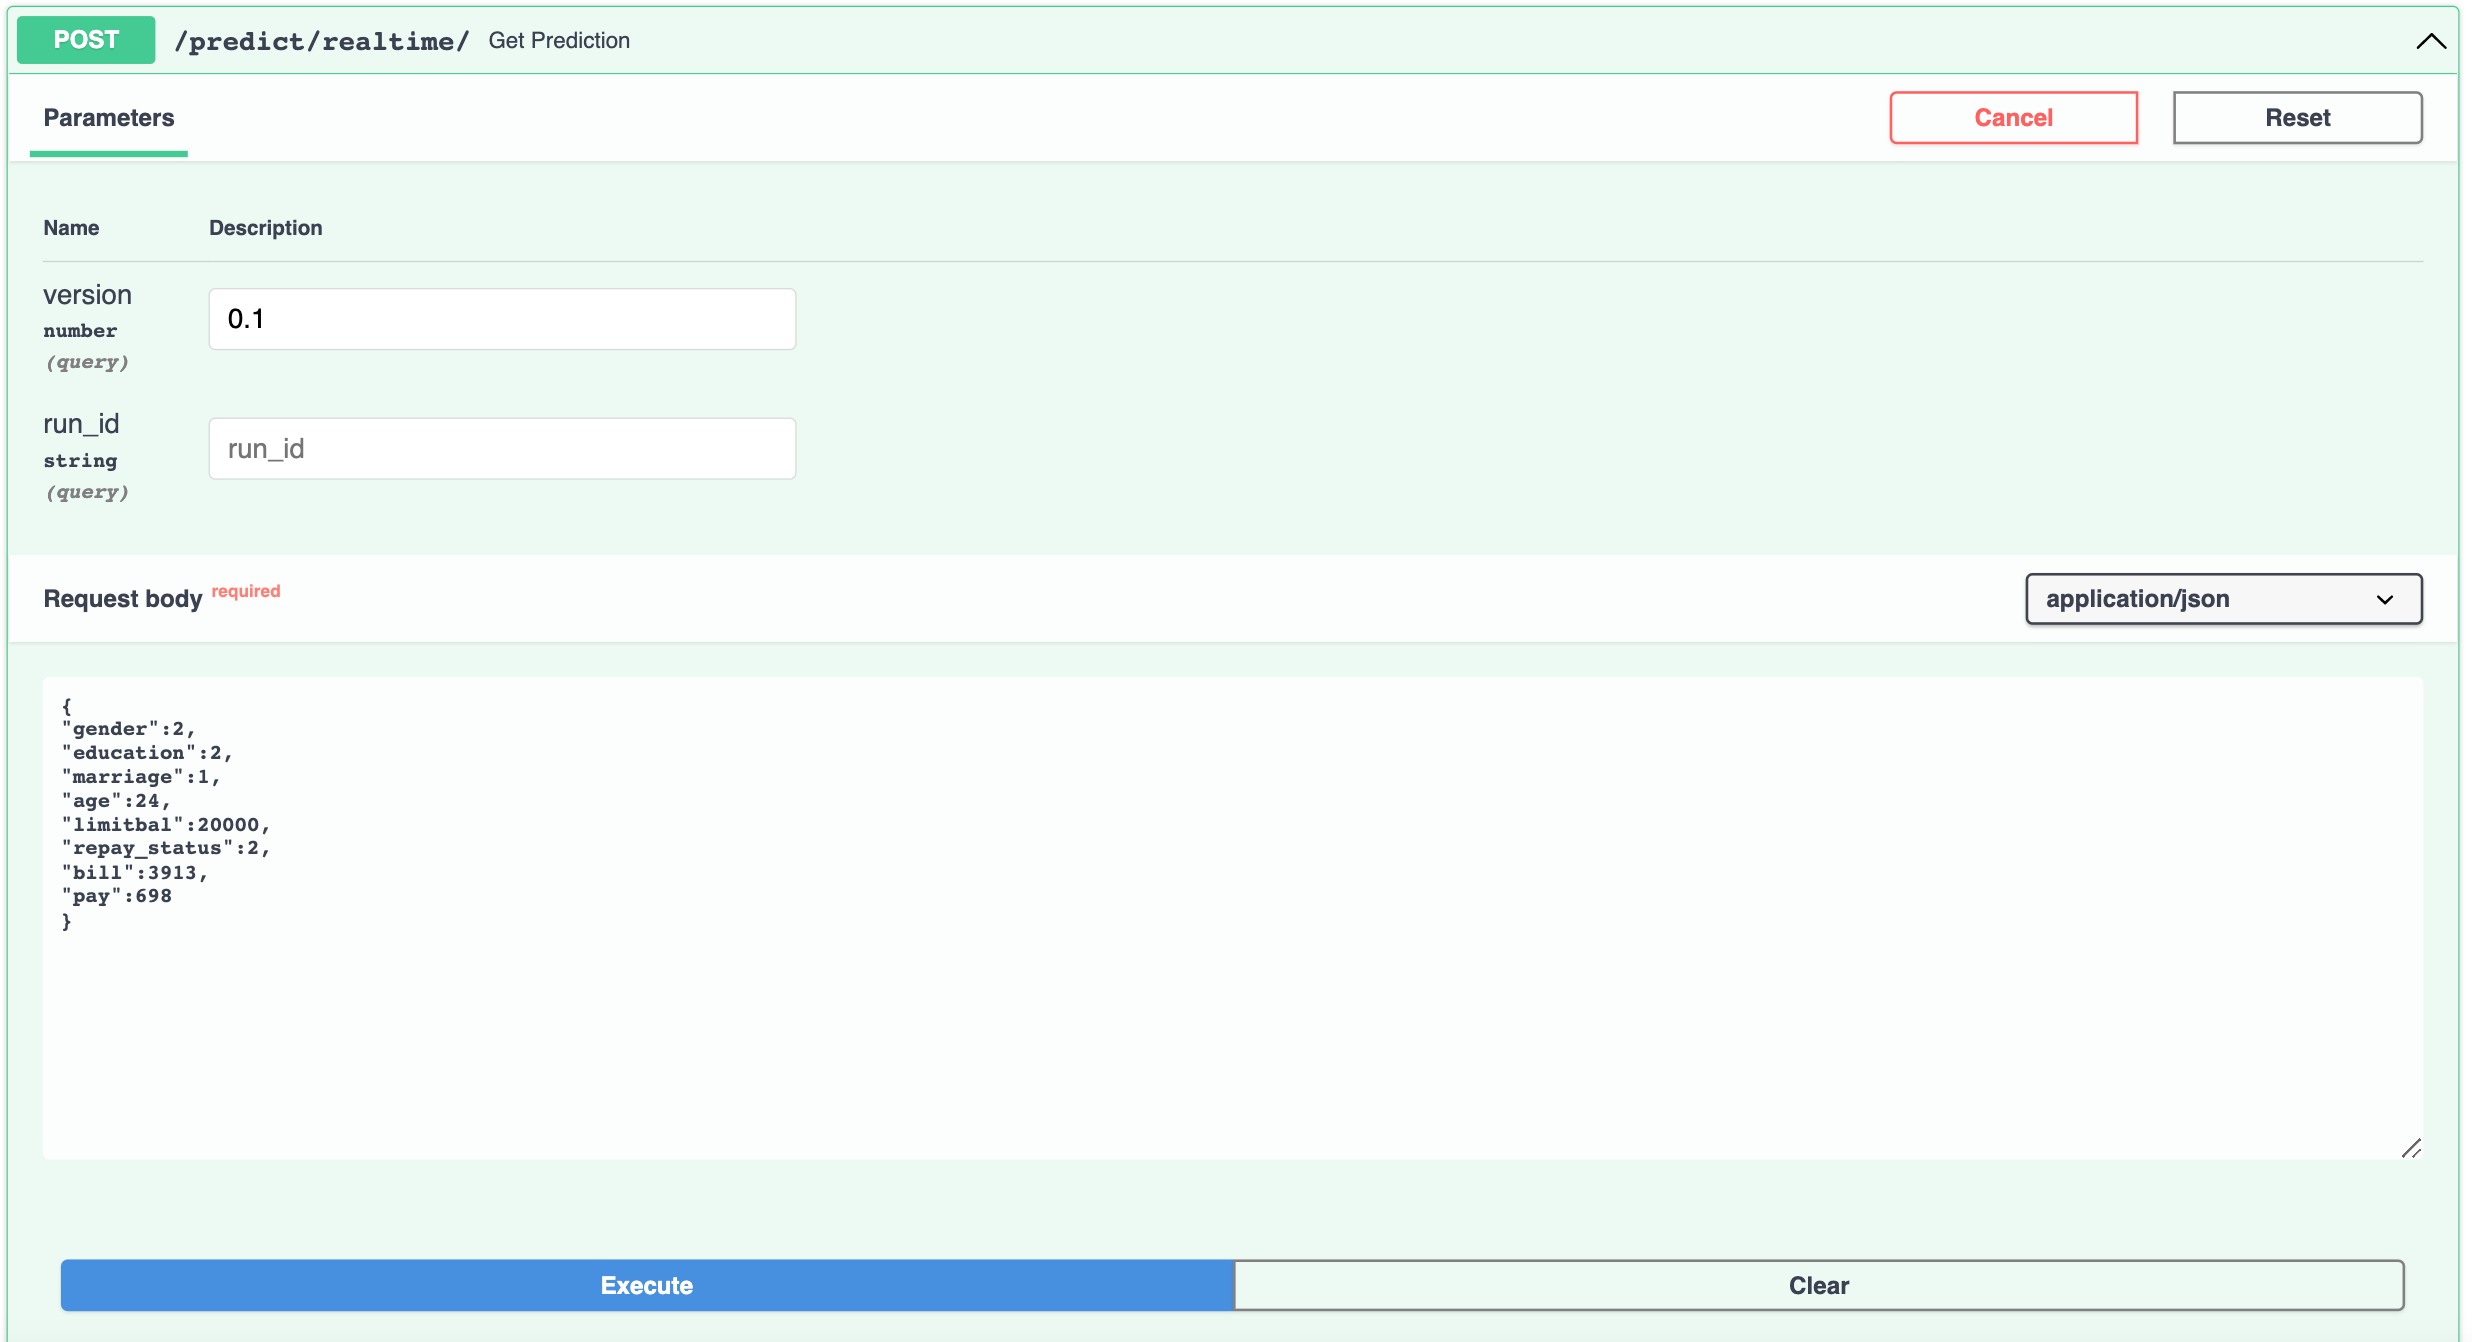 POST /predict/realtime/ Get Prediction
Parameters Cancel Reset
Name Description
version
number
(query)
0.1
run_id
string
(query)
run_id
Request body required application/json
{
"gender":2,
"education":2,
"marriage":1,
"age":24,
"limitbal":20000,
"repay_status":2,
"bill":3913,
"pay":698
}
Execute Clear